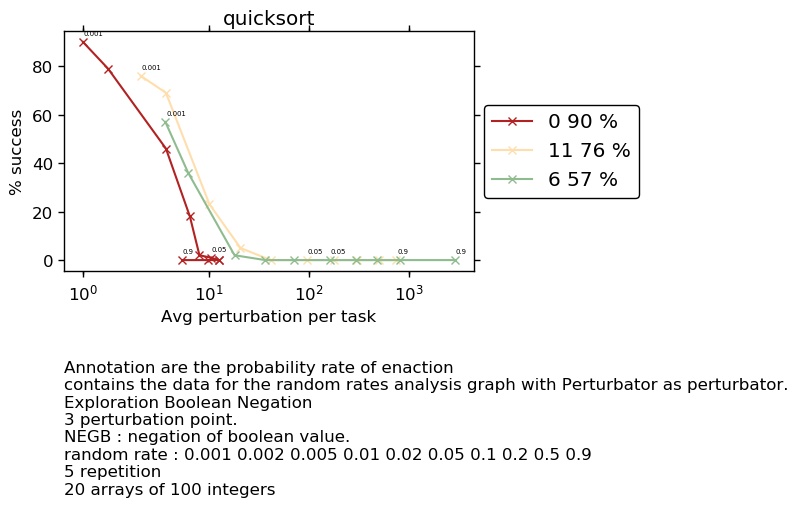 quicksort
0.001
0.001
0.001
0.9
0.05
0.05
0.05
0.9
0.9
80
60
40
20
0
% success
10^0
10^1
10^2
10^3
Avg perturbation per task
0 90 %
11 76 %
6 57 %
Annotation are the probability rate of enaction
contains the data for the random rates analysis graph with Perturbator as perturbator.
Exploration Boolean Negation
3 perturbation point.
NEGB : negation of boolean value.
random rate : 0.001 0.002 0.005 0.01 0.02 0.05 0.1 0.2 0.5 0.9
5 repetition
20 arrays of 100 integers